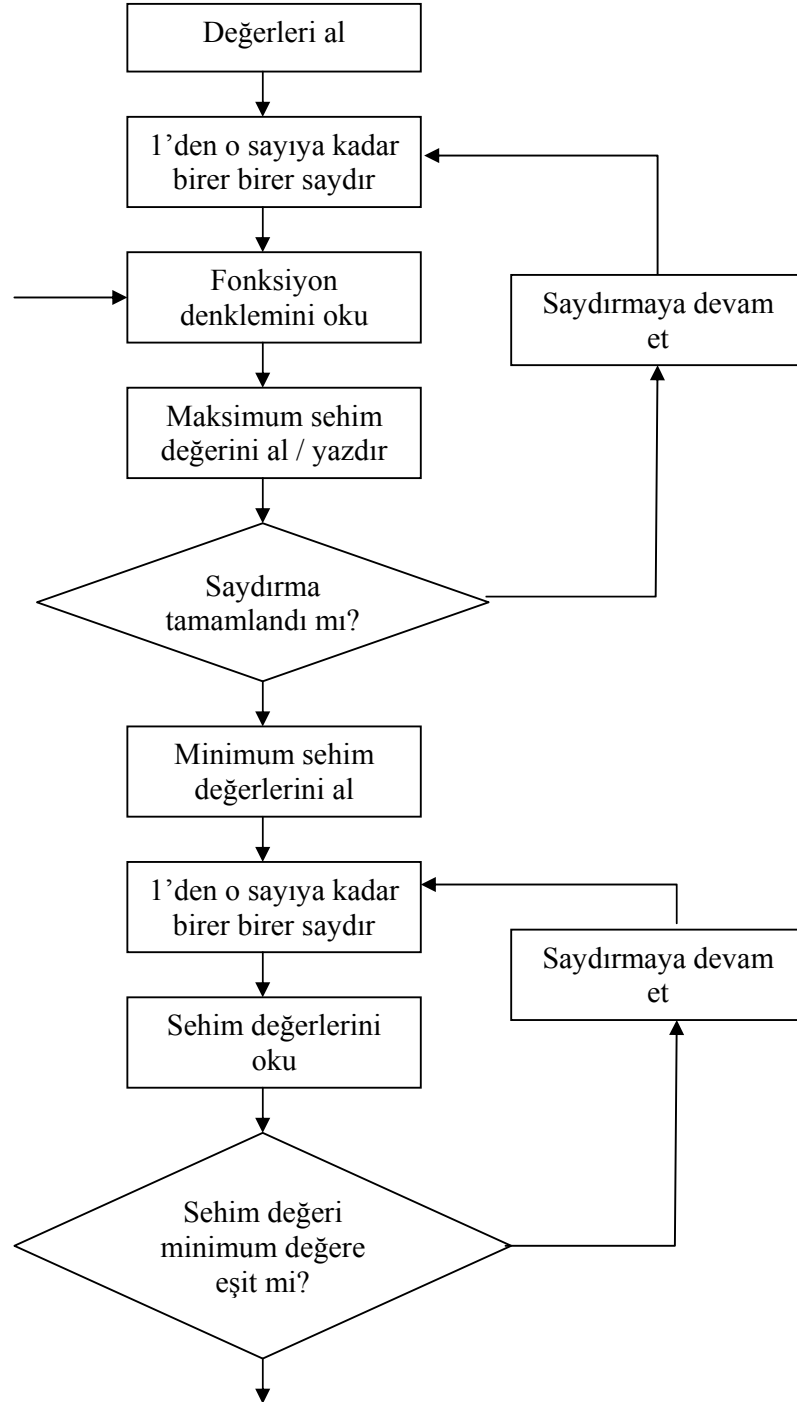 Değerleri al
1’den o sayıya kadar
birer birer saydır
Fonksiyon
denklemini oku
Saydırmaya devam
et
Maksimum sehim
değerini al / yazdır
Saydırma
tamamlandı mı?
Minimum sehim
değerlerini al
1’den o sayıya kadar
birer birer saydır
Saydırmaya devam
et
Sehim değerlerini
oku
Sehim değeri
minimum değere
eşit mi?